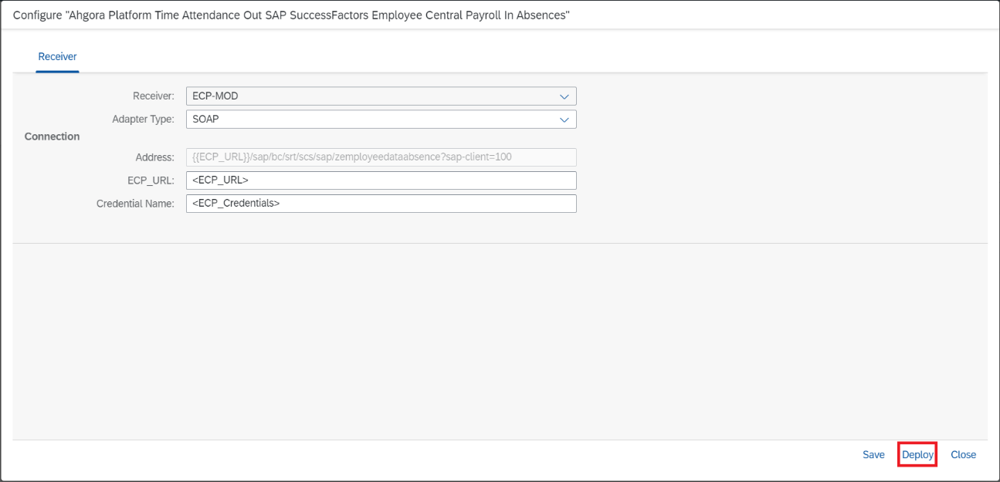 Configure "Ahgora Platform Time Attendance Out SAP SuccessFactors Employee Central Payroll In Absences"
Receiver
Receiver: ECP-MOD
Adapter Type: SOAP
Connection
Address: {{ECP_URL}}/sap/bc/srt/scs/sap/zemployeedataabsence?sap-client=100
ECP_URL: <ECP_URL>
Credential Name: <ECP_Credentials>
Save Deploy Close